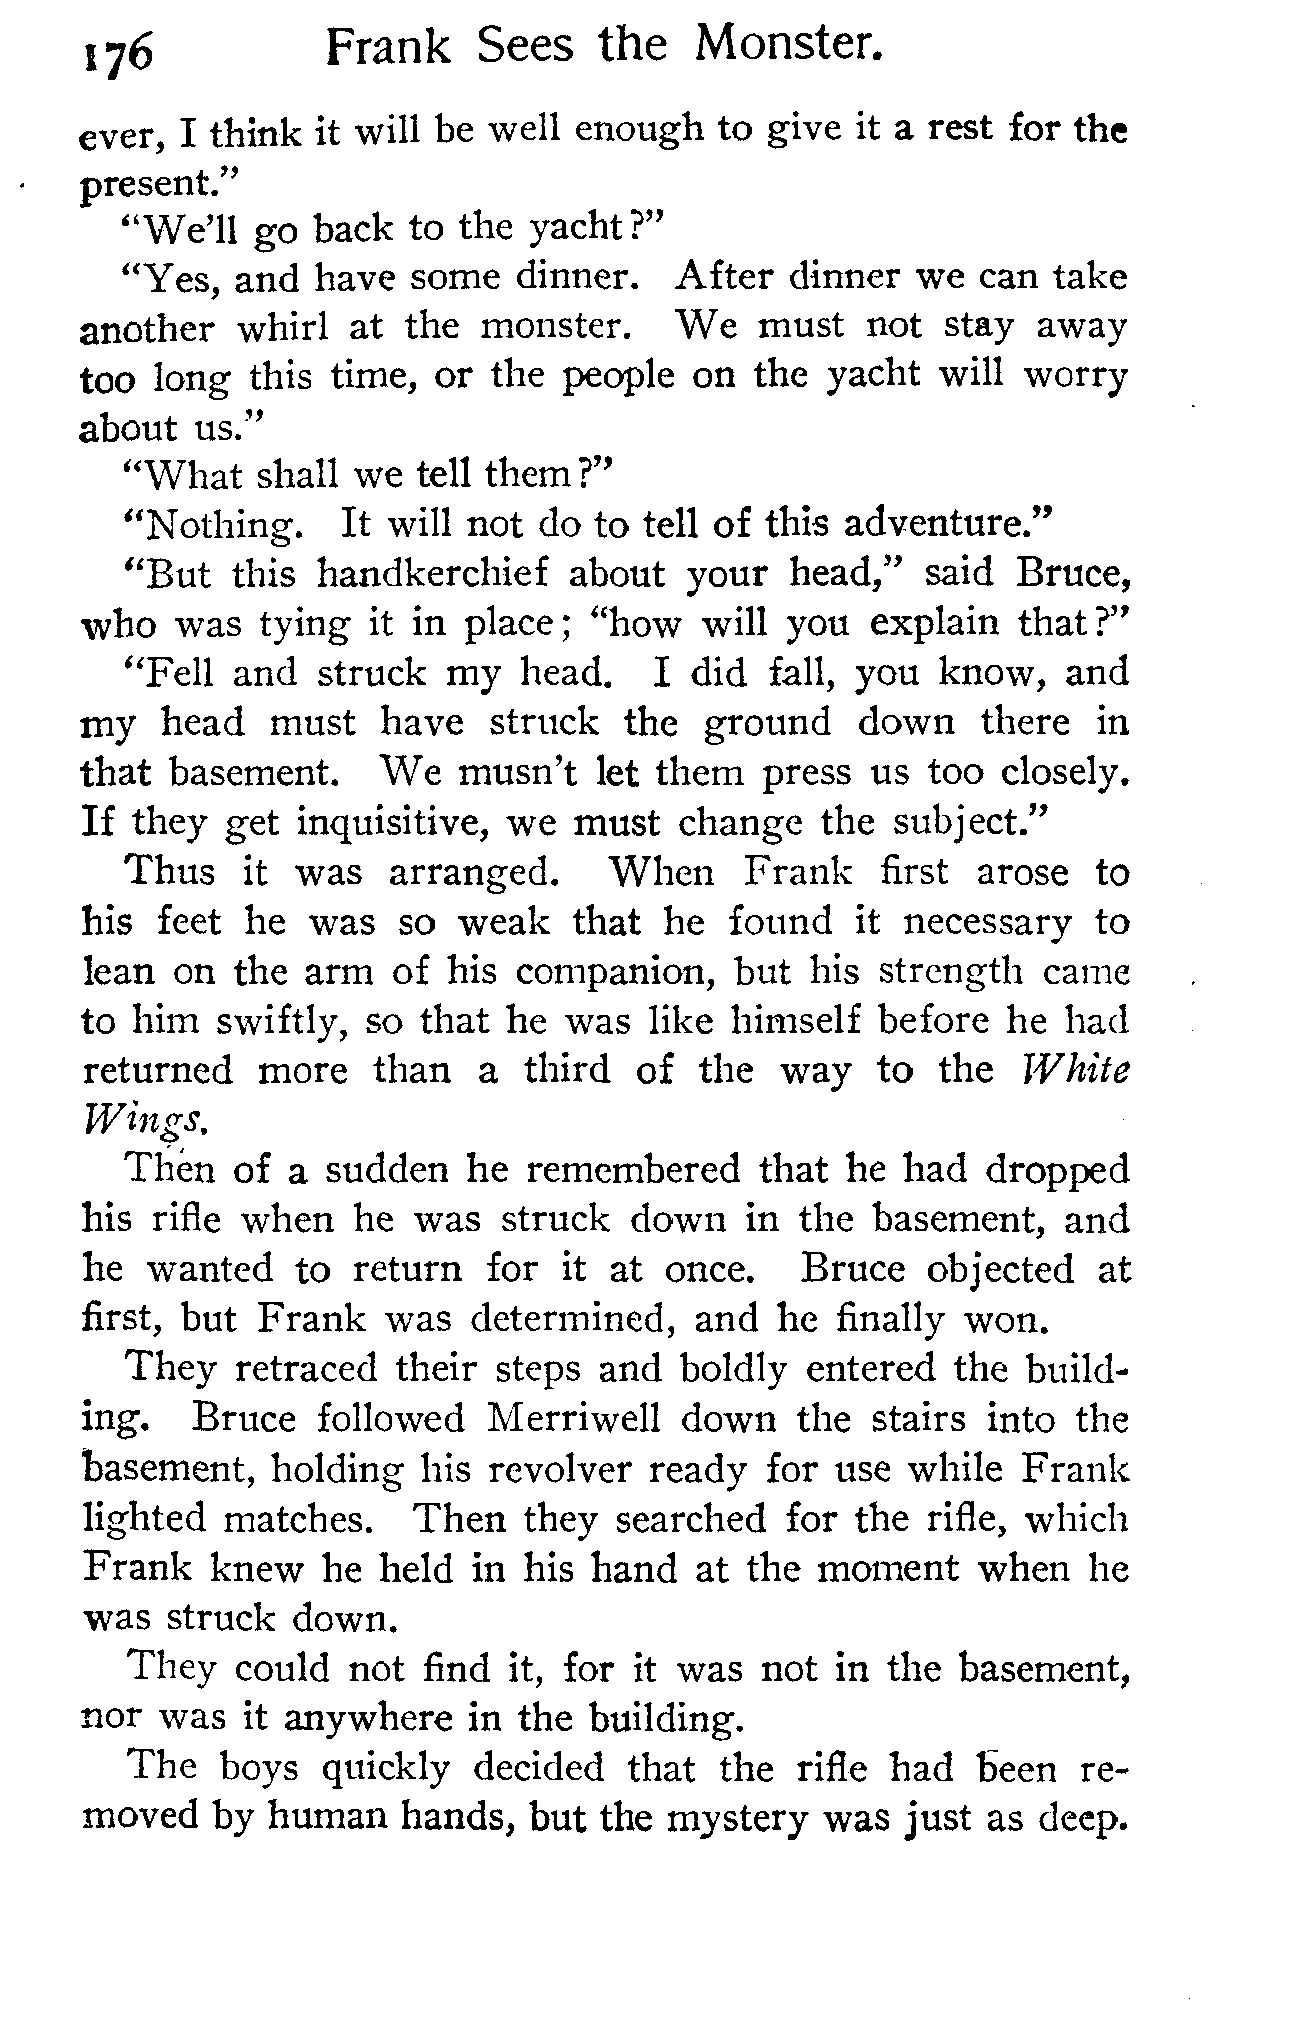 176 Frank Sees the Monster.
ever, I think it will be well enough to give it a rest for the
present."
"We'll go back to the yacht?"
"Yes, and have some dinner. After dinner we can take
another whirl at the monster. We must not stay away
too long this time, or the people on the yacht will worry
about us."
"What shall we tell them?"
"Nothing. It will not do to tell of this adventure."
"But this handkerchief about your head," said Bruce,
who was tying it in place; "how will you explain that?"
"Fell and struck my head. I did fall, you know, and
my head must have struck the ground down there in
that basement. We musn't let them press us too closely.
If they get inquisitive, we must change the subject."
Thus it was arranged. When Frank first arose to
his feet he was so weak that he found it necessary to
lean on the arm of his companion, but his strength came
to him swiftly, so that he was like himself before he had
returned more than a third of the way to the White
Wings.
Then of a sudden he remembered that he had dropped
his rifle when he was struck down in the basement, and
he wanted to return for it at once. Bruce objected at
first, but Frank was determined, and he finally won.
They retraced their steps and boldly entered the build-
ing. Bruce followed Merriwell down the stairs into the
basement, holding his revolver ready for use while Frank
lighted matches. Then they searched for the rifle, which
Frank knew he held in his hand at the moment when he
was struck down.
They could not find it, for it was not in the basement,
nor was it anywhere in the building.
The boys quickly decided that the rifle had been re-
moved by human hands, but the mystery was just as deep.